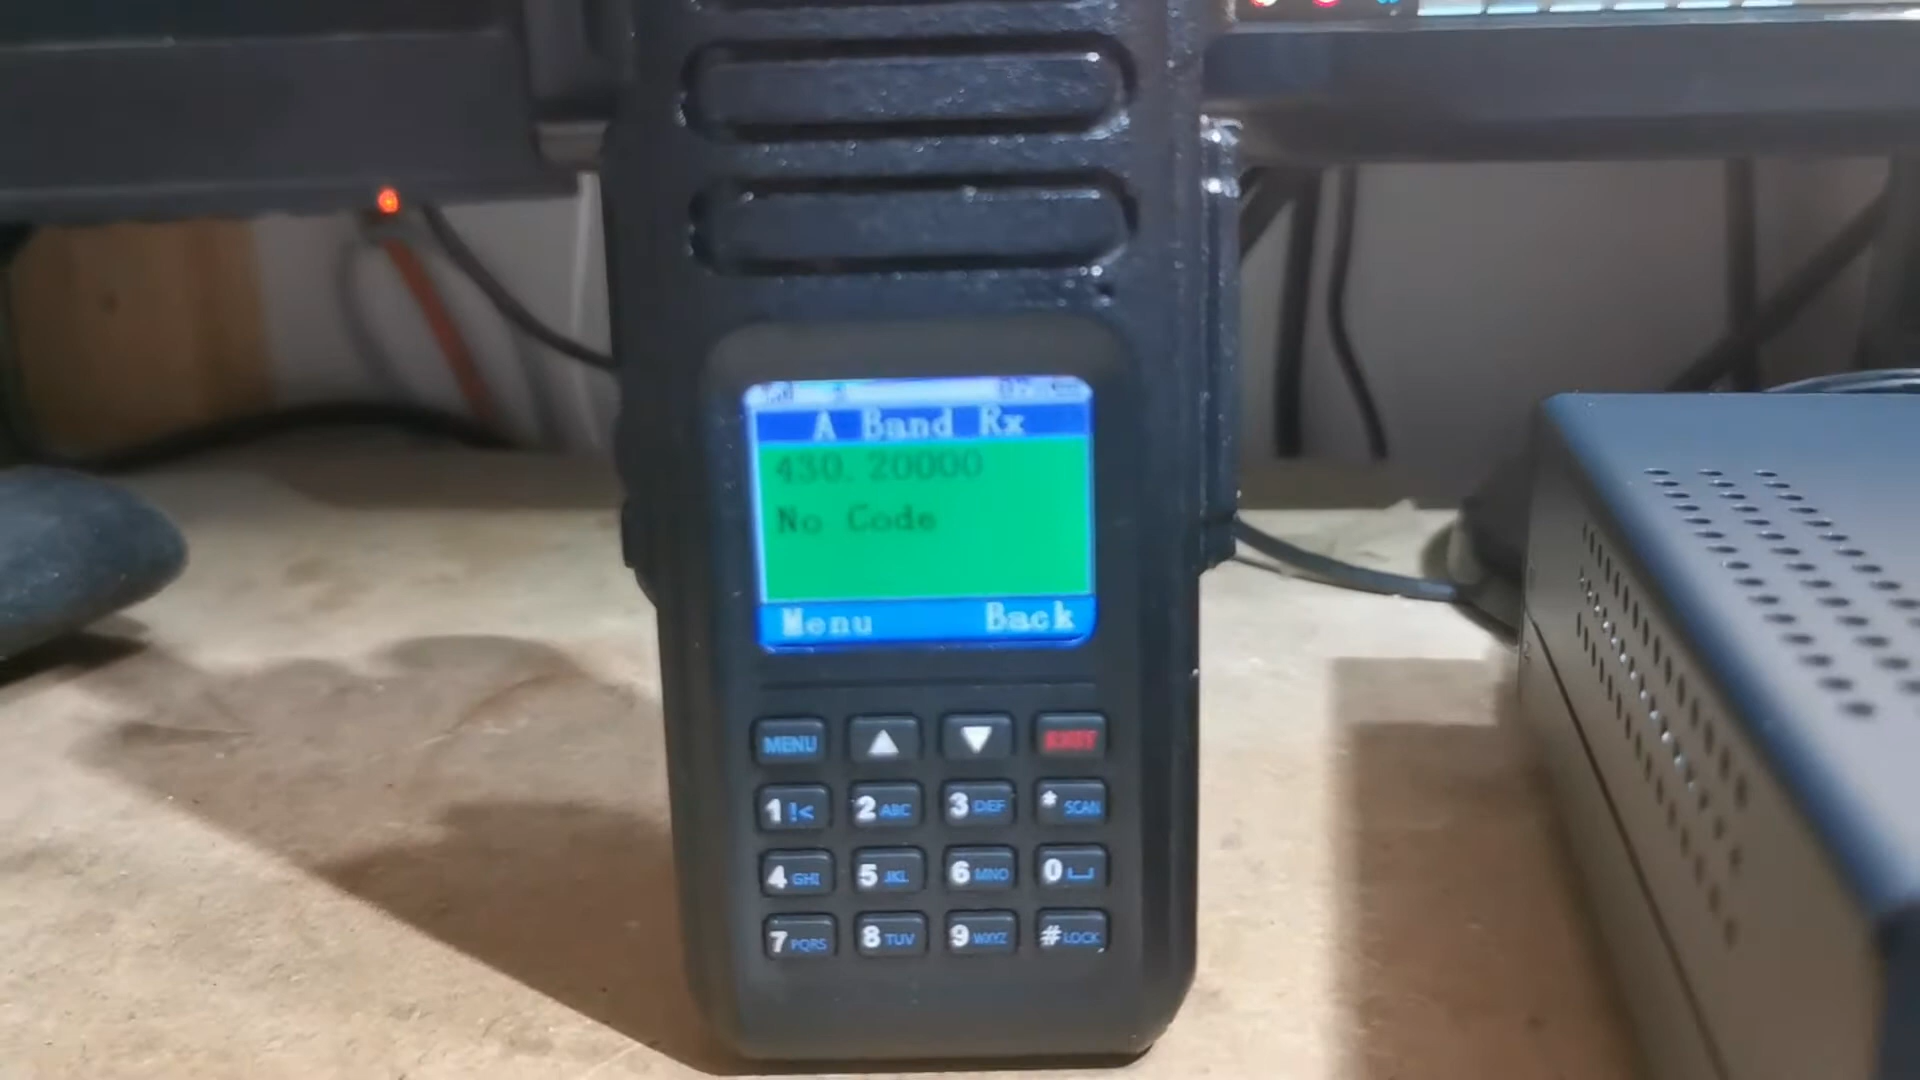 A Band Rx
430.20000
No Code
Menu Back
MENU ▲ ▼ EXIT
1 !< 2 ABC 3 DEF * SCAN
4 GHI 5 JKL 6 MNO 0
7 PQRS 8 TUV 9 WXYZ # LOCK